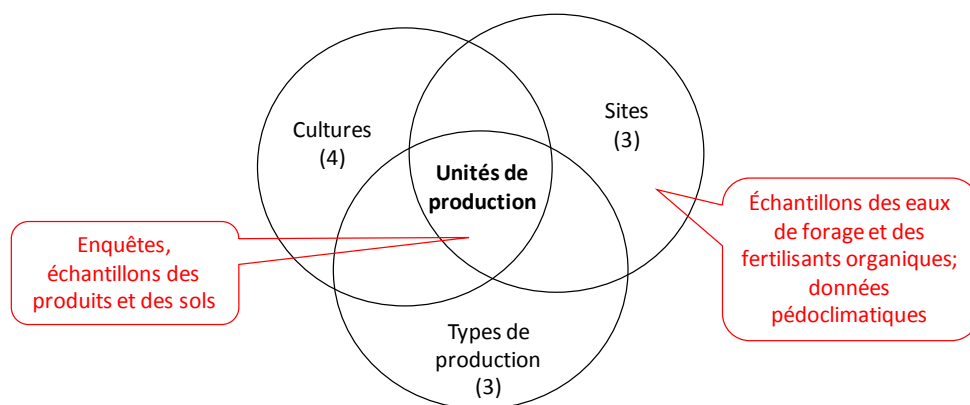 Cultures
(4)
Sites
(3)
Unités de
production
Types de
production
(3)
Enquêtes,
échantillons des
produits et des sols
Échantillons des eaux
de forage et des
fertilisants organiques;
données
pédoclimatiques